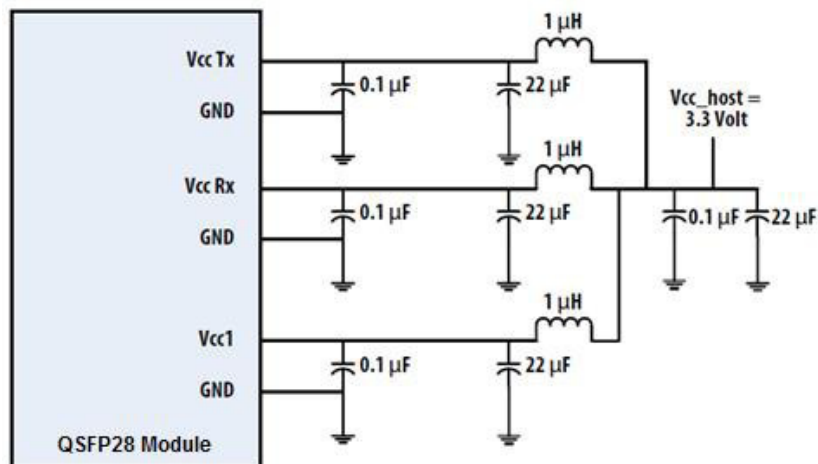 1 μH
Vcc Tx
0.1 μF
22 μF
GND
Vcc_host =
3.3 Volt
1 μH
Vcc Rx
0.1 μF
22 μF
0.1 μF
22 μF
GND
1 μH
Vcc1
0.1 μF
22 μF
GND
QSFP28 Module